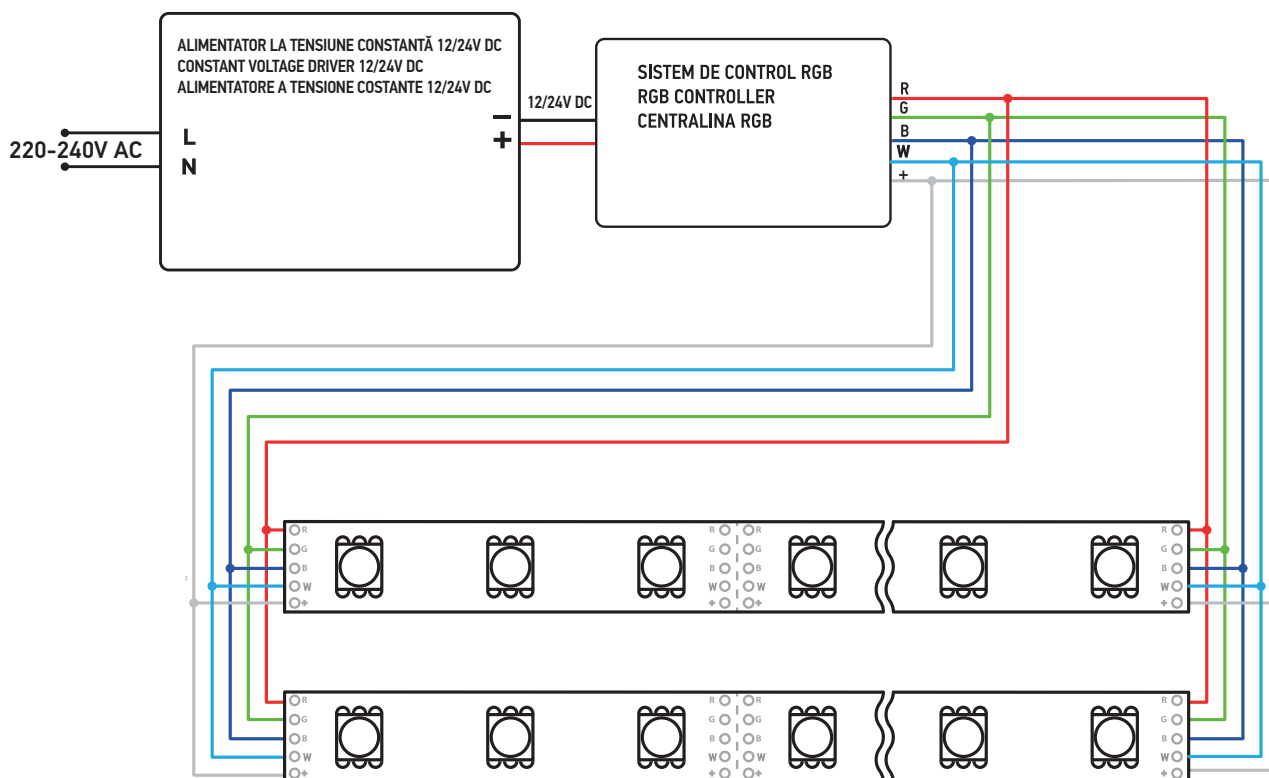 ALIMENTATOR LA TENSIUNE CONSTANTĂ 12/24V DC
CONSTANT VOLTAGE DRIVER 12/24V DC
ALIMENTATORE A TENSIONE COSTANTE 12/24V DC
220-240V AC
L
N
−
+
12/24V DC
SISTEM DE CONTROL RGB
RGB CONTROLLER
CENTRALINA RGB
R
G
B
W
+
R R R R
G G G G
B B B B
W W W W
+ + + +
R R R R
G G G G
B B B B
W W W W
+ + + +